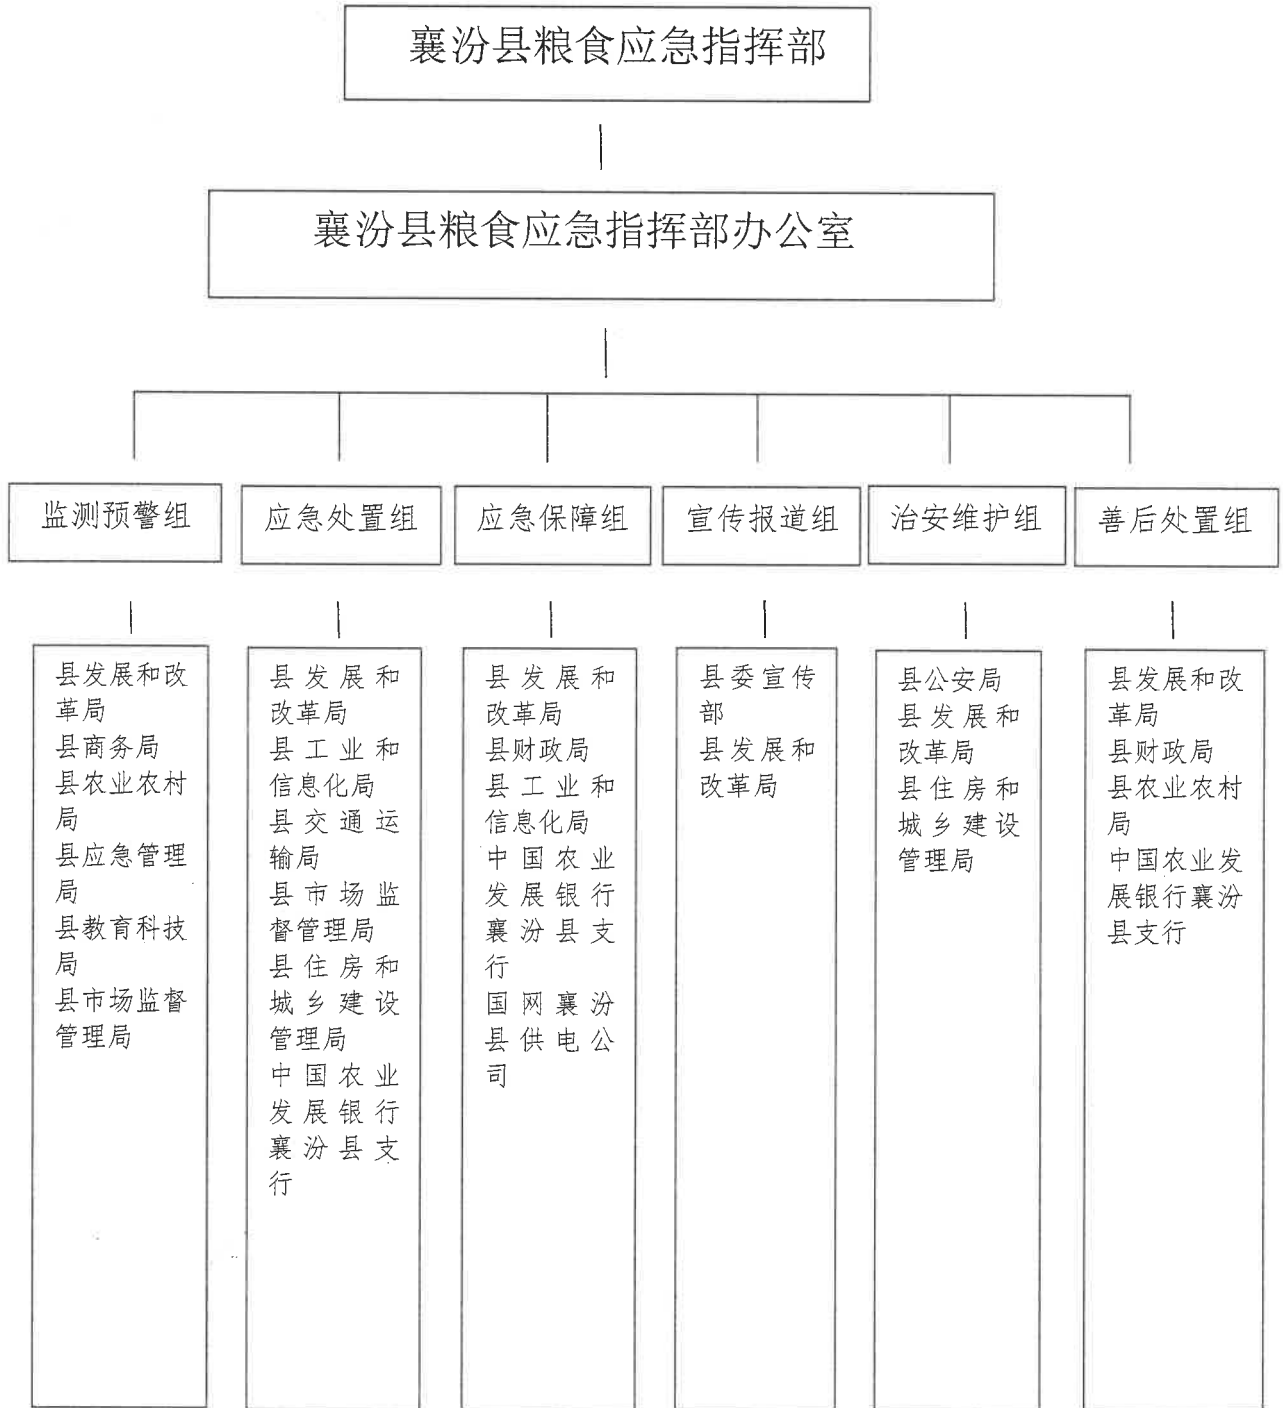 襄汾县粮食应急指挥部
襄汾县粮食应急指挥部办公室
监测预警组
应急处置组
应急保障组
宣传报道组
治安维护组
善后处置组
县发展和改
革局
县商务局
县农业农村
局
县应急管理
局
县教育科技
局
县市场监督
管理局
县发展和
改革局
县工业和
信息化局
县交通运
输局
县市场监
督管理局
县住房和
城乡建设
管理局
中国农业
发展银行
襄汾县支
行
县发展和
改革局
县财政局
县工业和
信息化局
中国农业
发展银行
襄汾县支
行
国网襄汾
县供电公
司
县委宣传
部
县发展和
改革局
县公安局
县发展和
改革局
县住房和
城乡建设
管理局
县发展和改
革局
县财政局
县农业农村
局
中国农业发
展银行襄汾
县支行